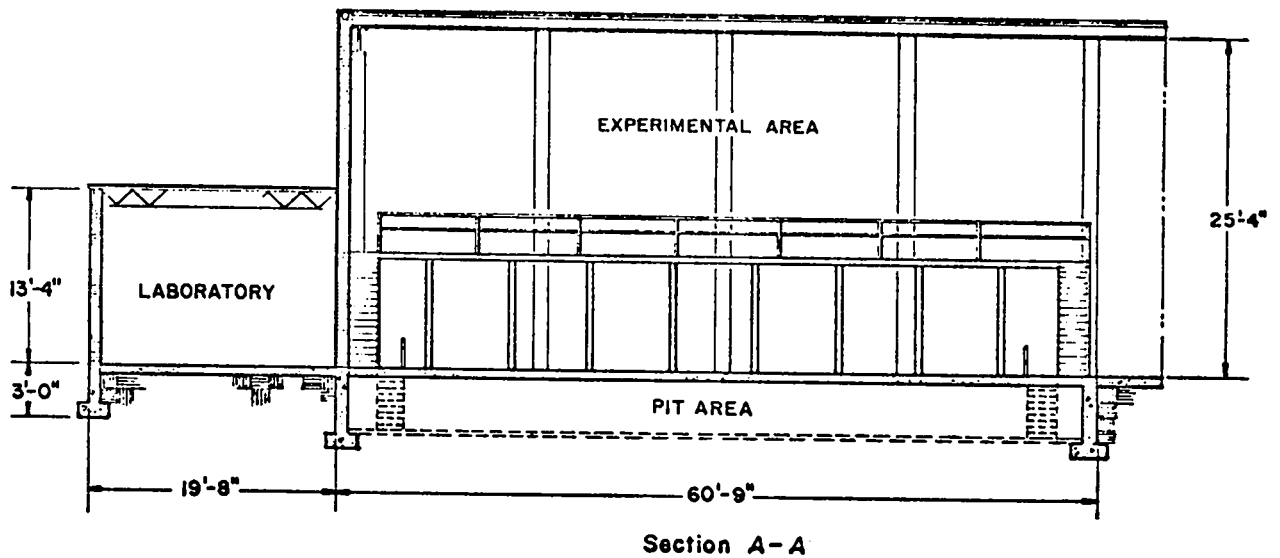 EXPERIMENTAL AREA
25'-4"
13'-4"
LABORATORY
3'-0"
PIT AREA
19'-8"
60'-9"
Section A-A